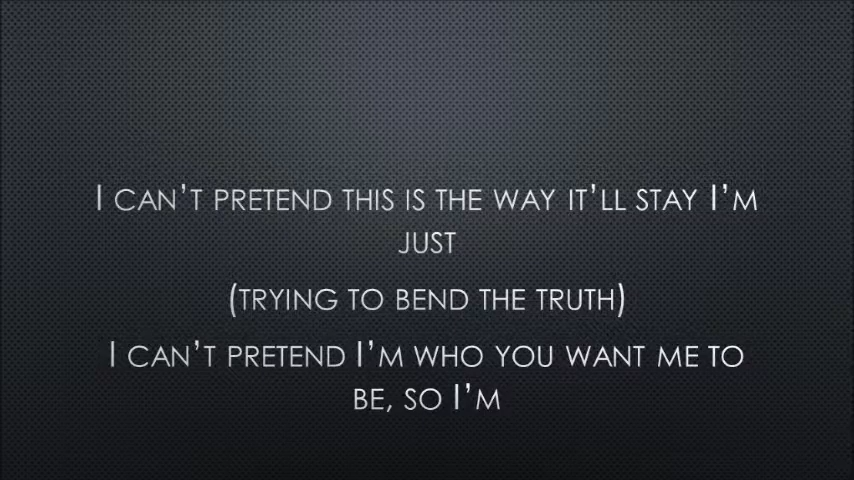 I CAN'T PRETEND THIS IS THE WAY IT'LL STAY I'M
JUST
(TRYING TO BEND THE TRUTH)
I CAN'T PRETEND I'M WHO YOU WANT ME TO
BE, SO I'M